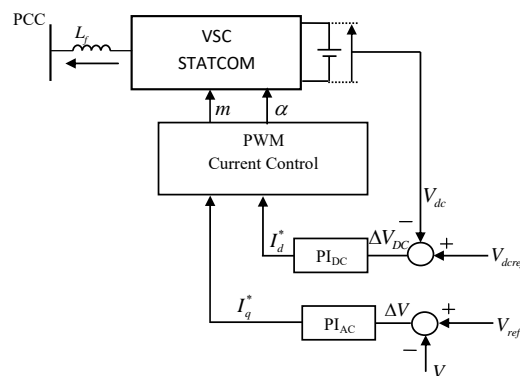 PCC
L_f
VSC
STATCOM
m
α
PWM
Current Control
V_dc
−
I_d^*
PI_DC
ΔV_DC
+
V_dcref
I_q^*
PI_AC
ΔV
+
V_ref
−
V